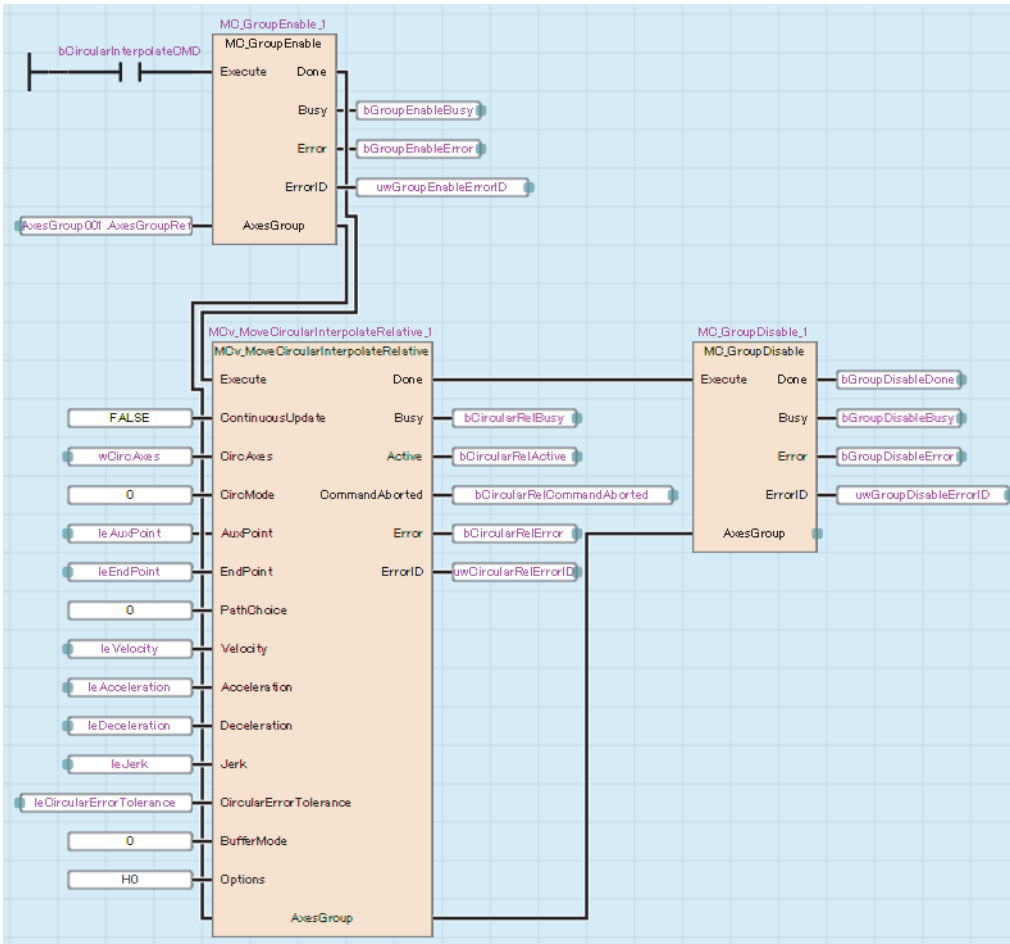 MC_GroupEnable_1
MC_GroupEnable
bCircularInterpolateCMD
Execute Done
Busy bGroupEnableBusy
Error bGroupEnableError
ErrorID uwGroupEnableErrorID
AxesGroup001.AxesGroupRef AxesGroup
MCv_MoveCircularInterpolateRelative_1
MCv_MoveCircularInterpolateRelative
Execute Done
FALSE ContinuousUpdate Busy bCircularRelBusy
wCircAxes CircAxes Active bCircularRelActive
0 CircMode CommandAborted bCircularRelCommandAborted
leAuxPoint AuxPoint Error bCircularRelError
leEndPoint EndPoint ErrorID uwCircularRelErrorID
0 PathChoice
leVelocity Velocity
leAcceleration Acceleration
leDeceleration Deceleration
leJerk Jerk
leCircularErrorTolerance CircularErrorTolerance
0 BufferMode
H0 Options
AxesGroup
MC_GroupDisable_1
MC_GroupDisable
Execute Done bGroupDisableDone
Busy bGroupDisableBusy
Error bGroupDisableError
ErrorID uwGroupDisableErrorID
AxesGroup